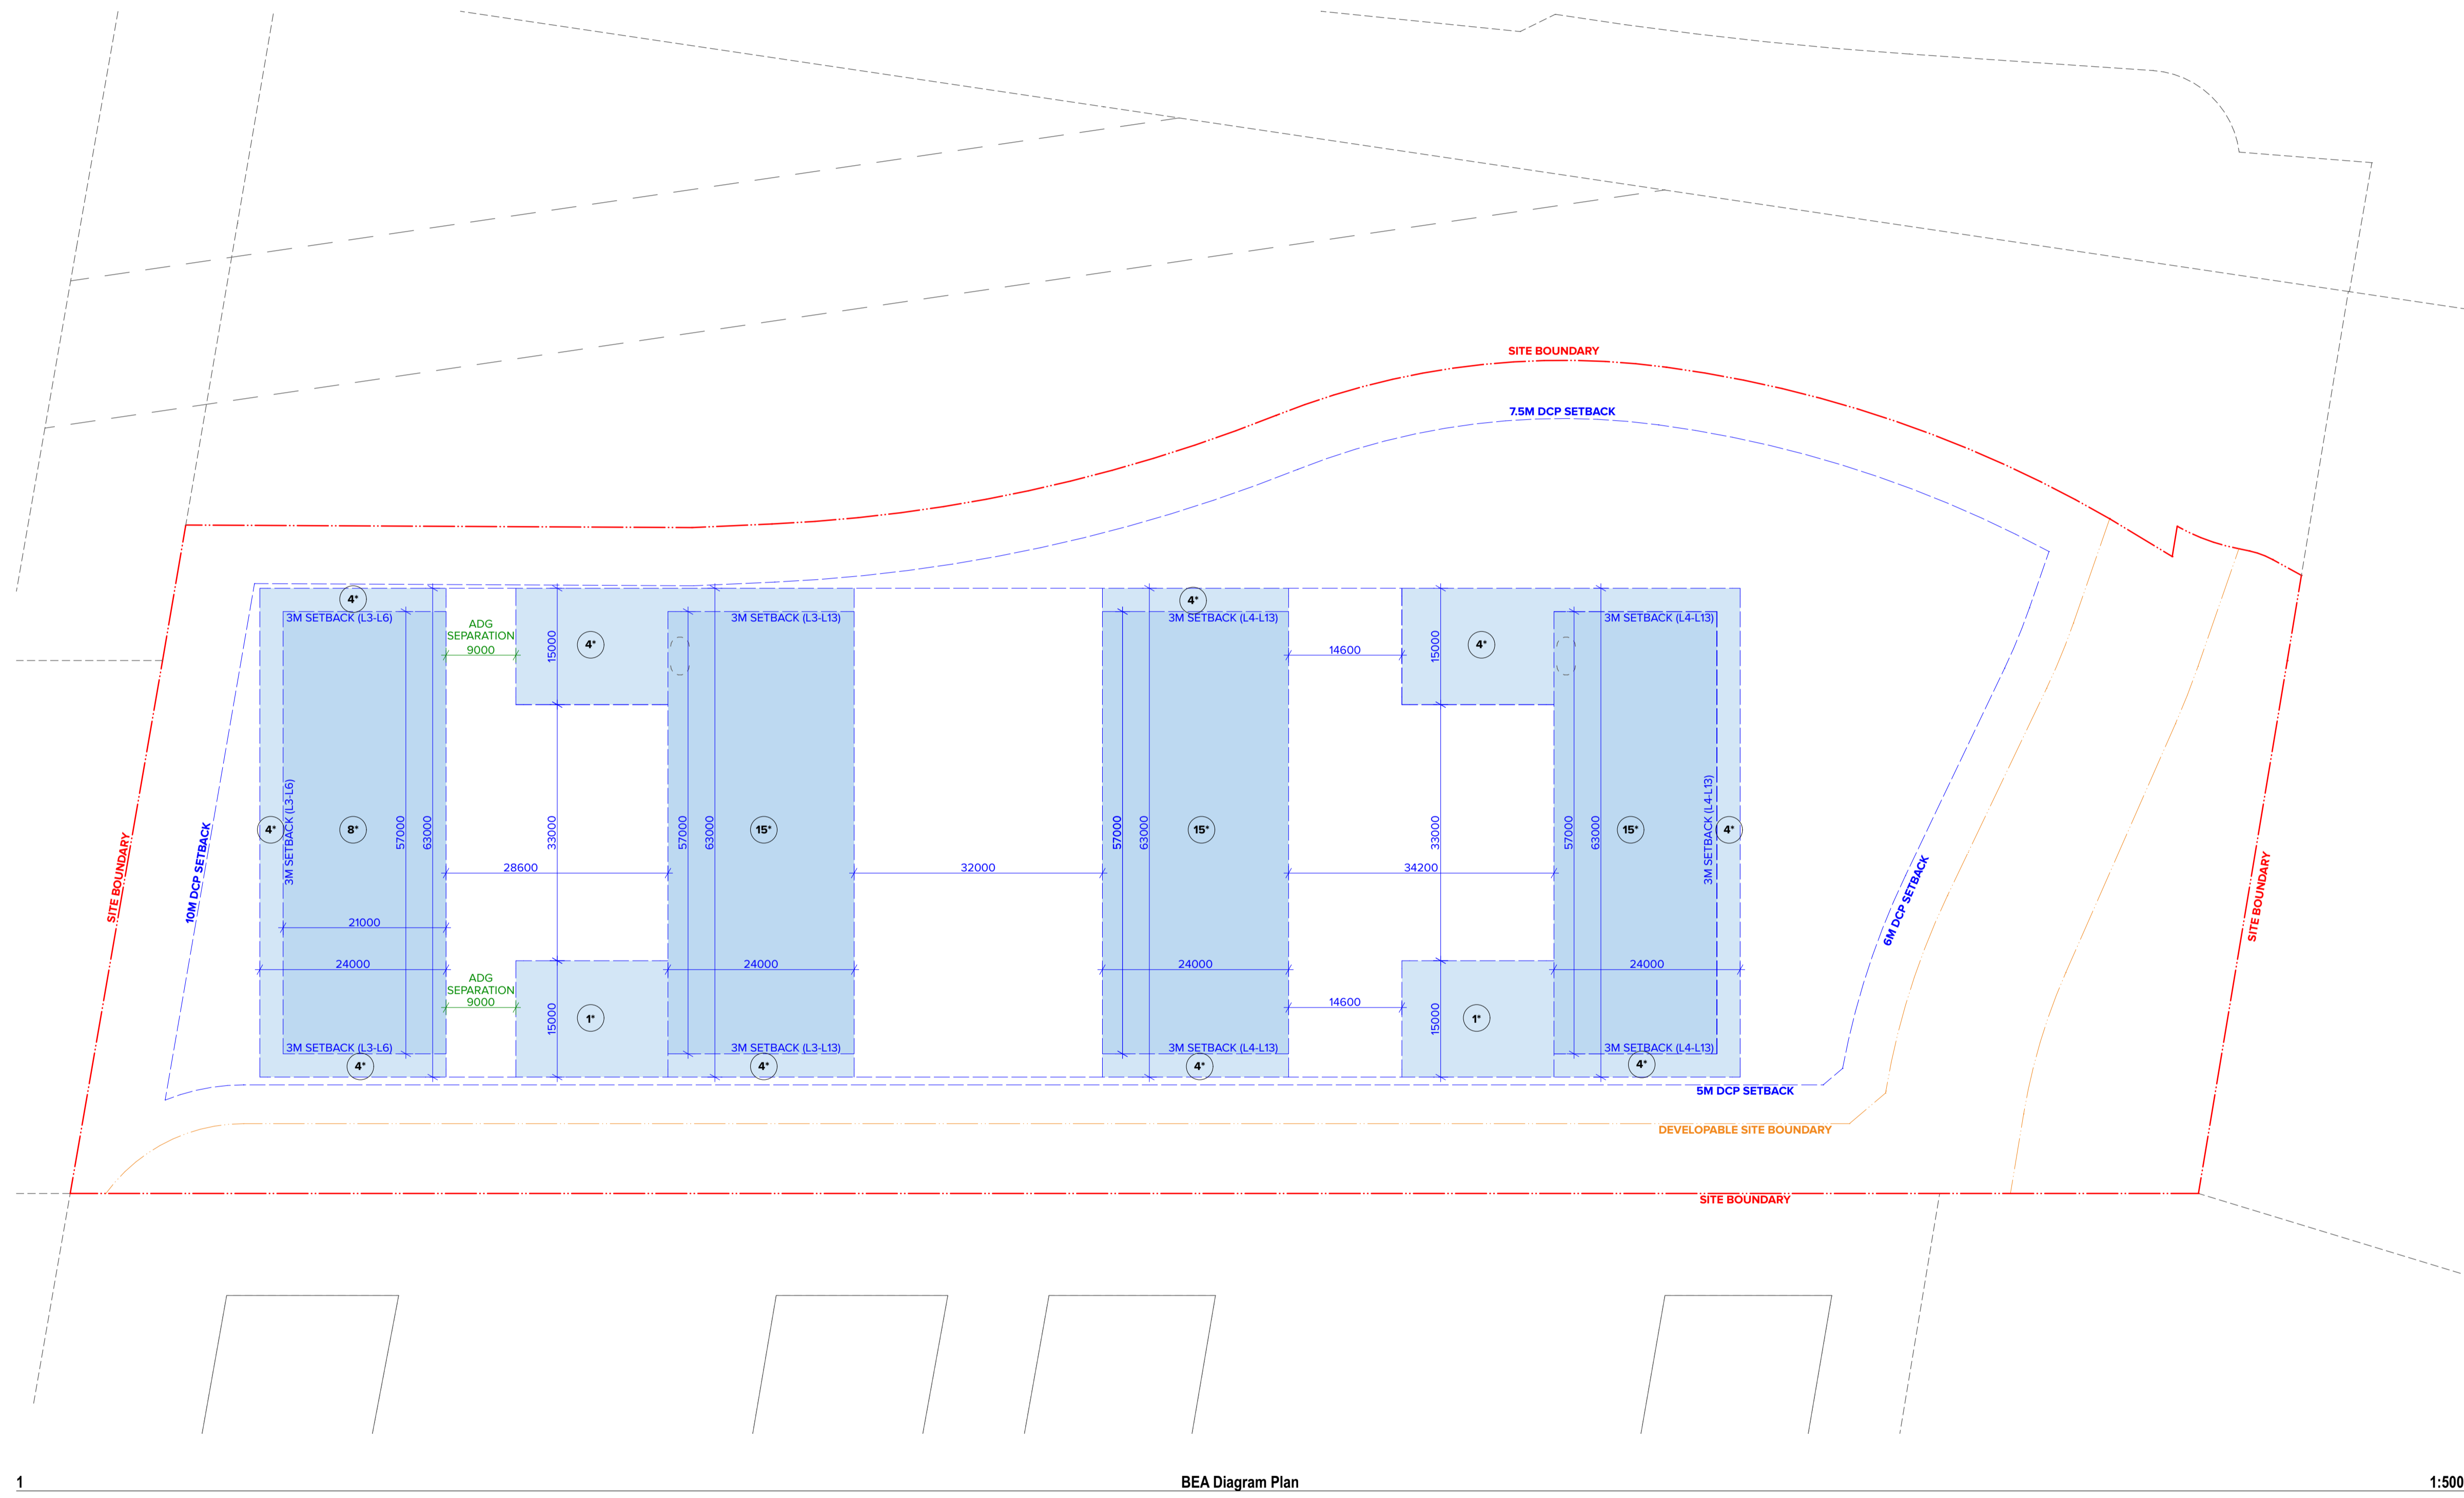 SITE BOUNDARY
7.5M DCP SETBACK
4*
4*
3M SETBACK (L3-L6)
3M SETBACK (L3-L13)
3M SETBACK (L4-L13)
3M SETBACK (L4-L13)
ADG
SEPARATION
9000
15000
4*
14600
15000
4*
SITE BOUNDARY
10M DCP SETBACK
4*
3M SETBACK (L3-L6)
8*
57000
63000
33000
57000
63000
15*
57000
63000
15*
33000
57000
63000
15*
3M SETBACK (L4-L13)
4*
28600
32000
34200
6M DCP SETBACK
SITE BOUNDARY
21000
24000
24000
24000
24000
ADG
SEPARATION
9000
15000
1*
14600
15000
1*
3M SETBACK (L3-L6)
3M SETBACK (L3-L13)
3M SETBACK (L4-L13)
3M SETBACK (L4-L13)
4*
4*
4*
4*
5M DCP SETBACK
DEVELOPABLE SITE BOUNDARY
SITE BOUNDARY
1
BEA Diagram Plan
1:500